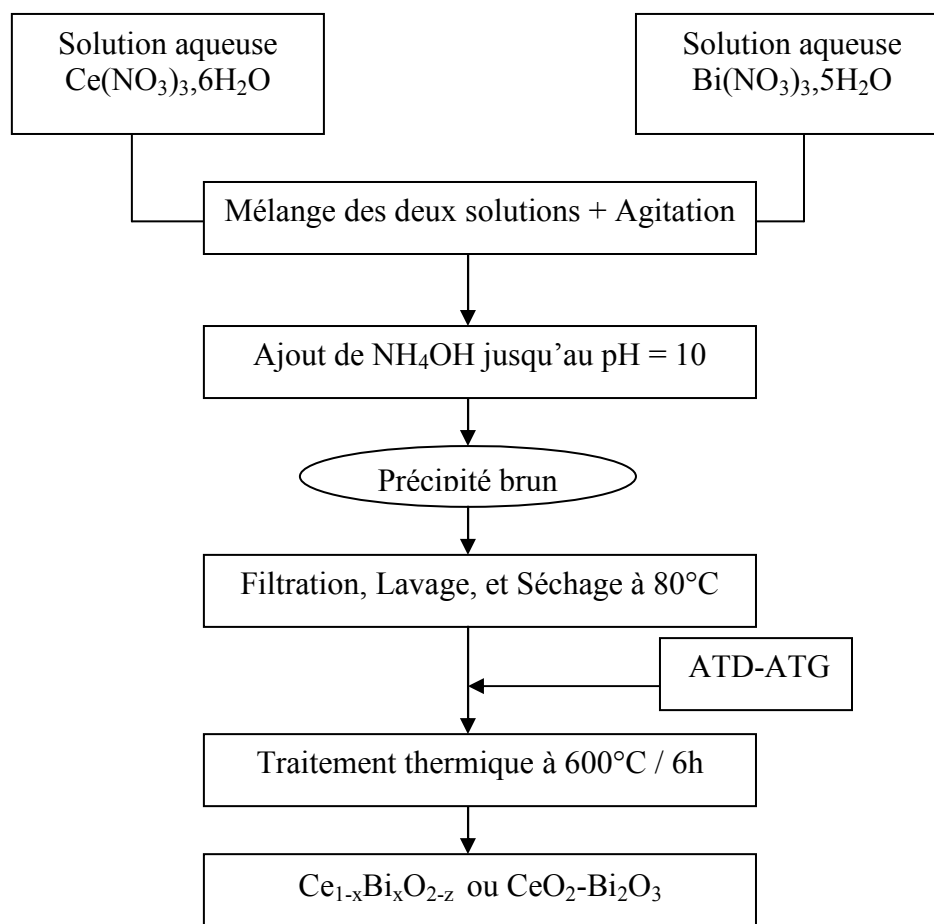 Solution aqueuse
Ce(NO₃)₃,6H₂O
Solution aqueuse
Bi(NO₃)₃,5H₂O
Mélange des deux solutions + Agitation
Ajout de NH₄OH jusqu’au pH = 10
Précipité brun
Filtration, Lavage, et Séchage à 80°C
ATD-ATG
Traitement thermique à 600°C / 6h
Ce₁₋ₓBiₓO₂₋z ou CeO₂-Bi₂O₃